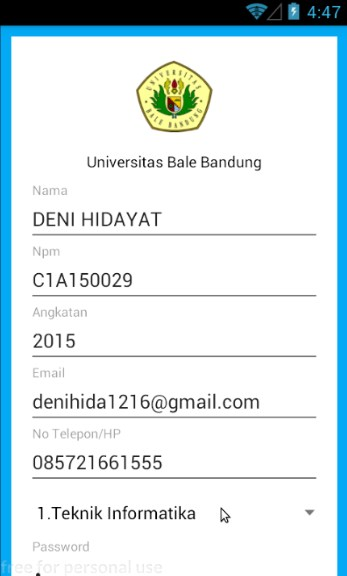 4:47
UNIVERSITAS
BALE BANDUNG
Universitas Bale Bandung
Nama
DENI HIDAYAT
Npm
C1A150029
Angkatan
2015
Email
denihida1216@gmail.com
No Telepon/HP
085721661555
1.Teknik Informatika
Password
free for personal use